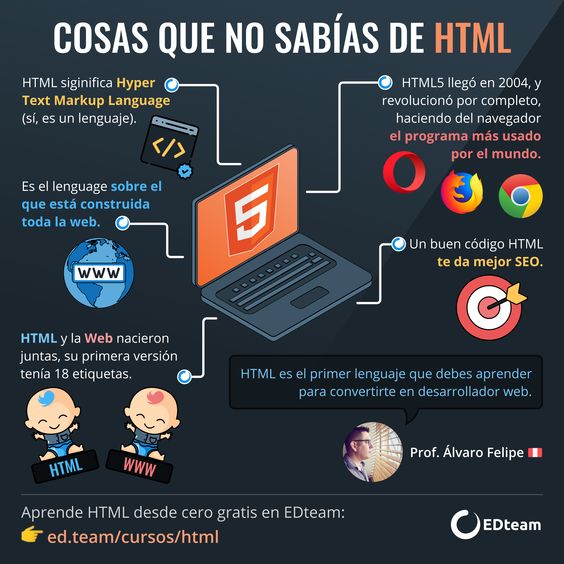 COSAS QUE NO SABÍAS DE HTML
HTML siginifica Hyper
Text Markup Language
(sí, es un lenguaje).
</>
HTML5 llegó en 2004, y
revolucionó por completo,
haciendo del navegador
el programa más usado
por el mundo.
Es el lenguage sobre el
que está construida
toda la web.
WWW
5
Un buen código HTML
te da mejor SEO.
HTML y la Web nacieron
juntas, su primera versión
tenía 18 etiquetas.
HTML
WWW
HTML es el primer lenguaje que debes aprender
para convertirte en desarrollador web.
Prof. Álvaro Felipe
Aprende HTML desde cero gratis en EDteam:
ed.team/cursos/html
EDteam